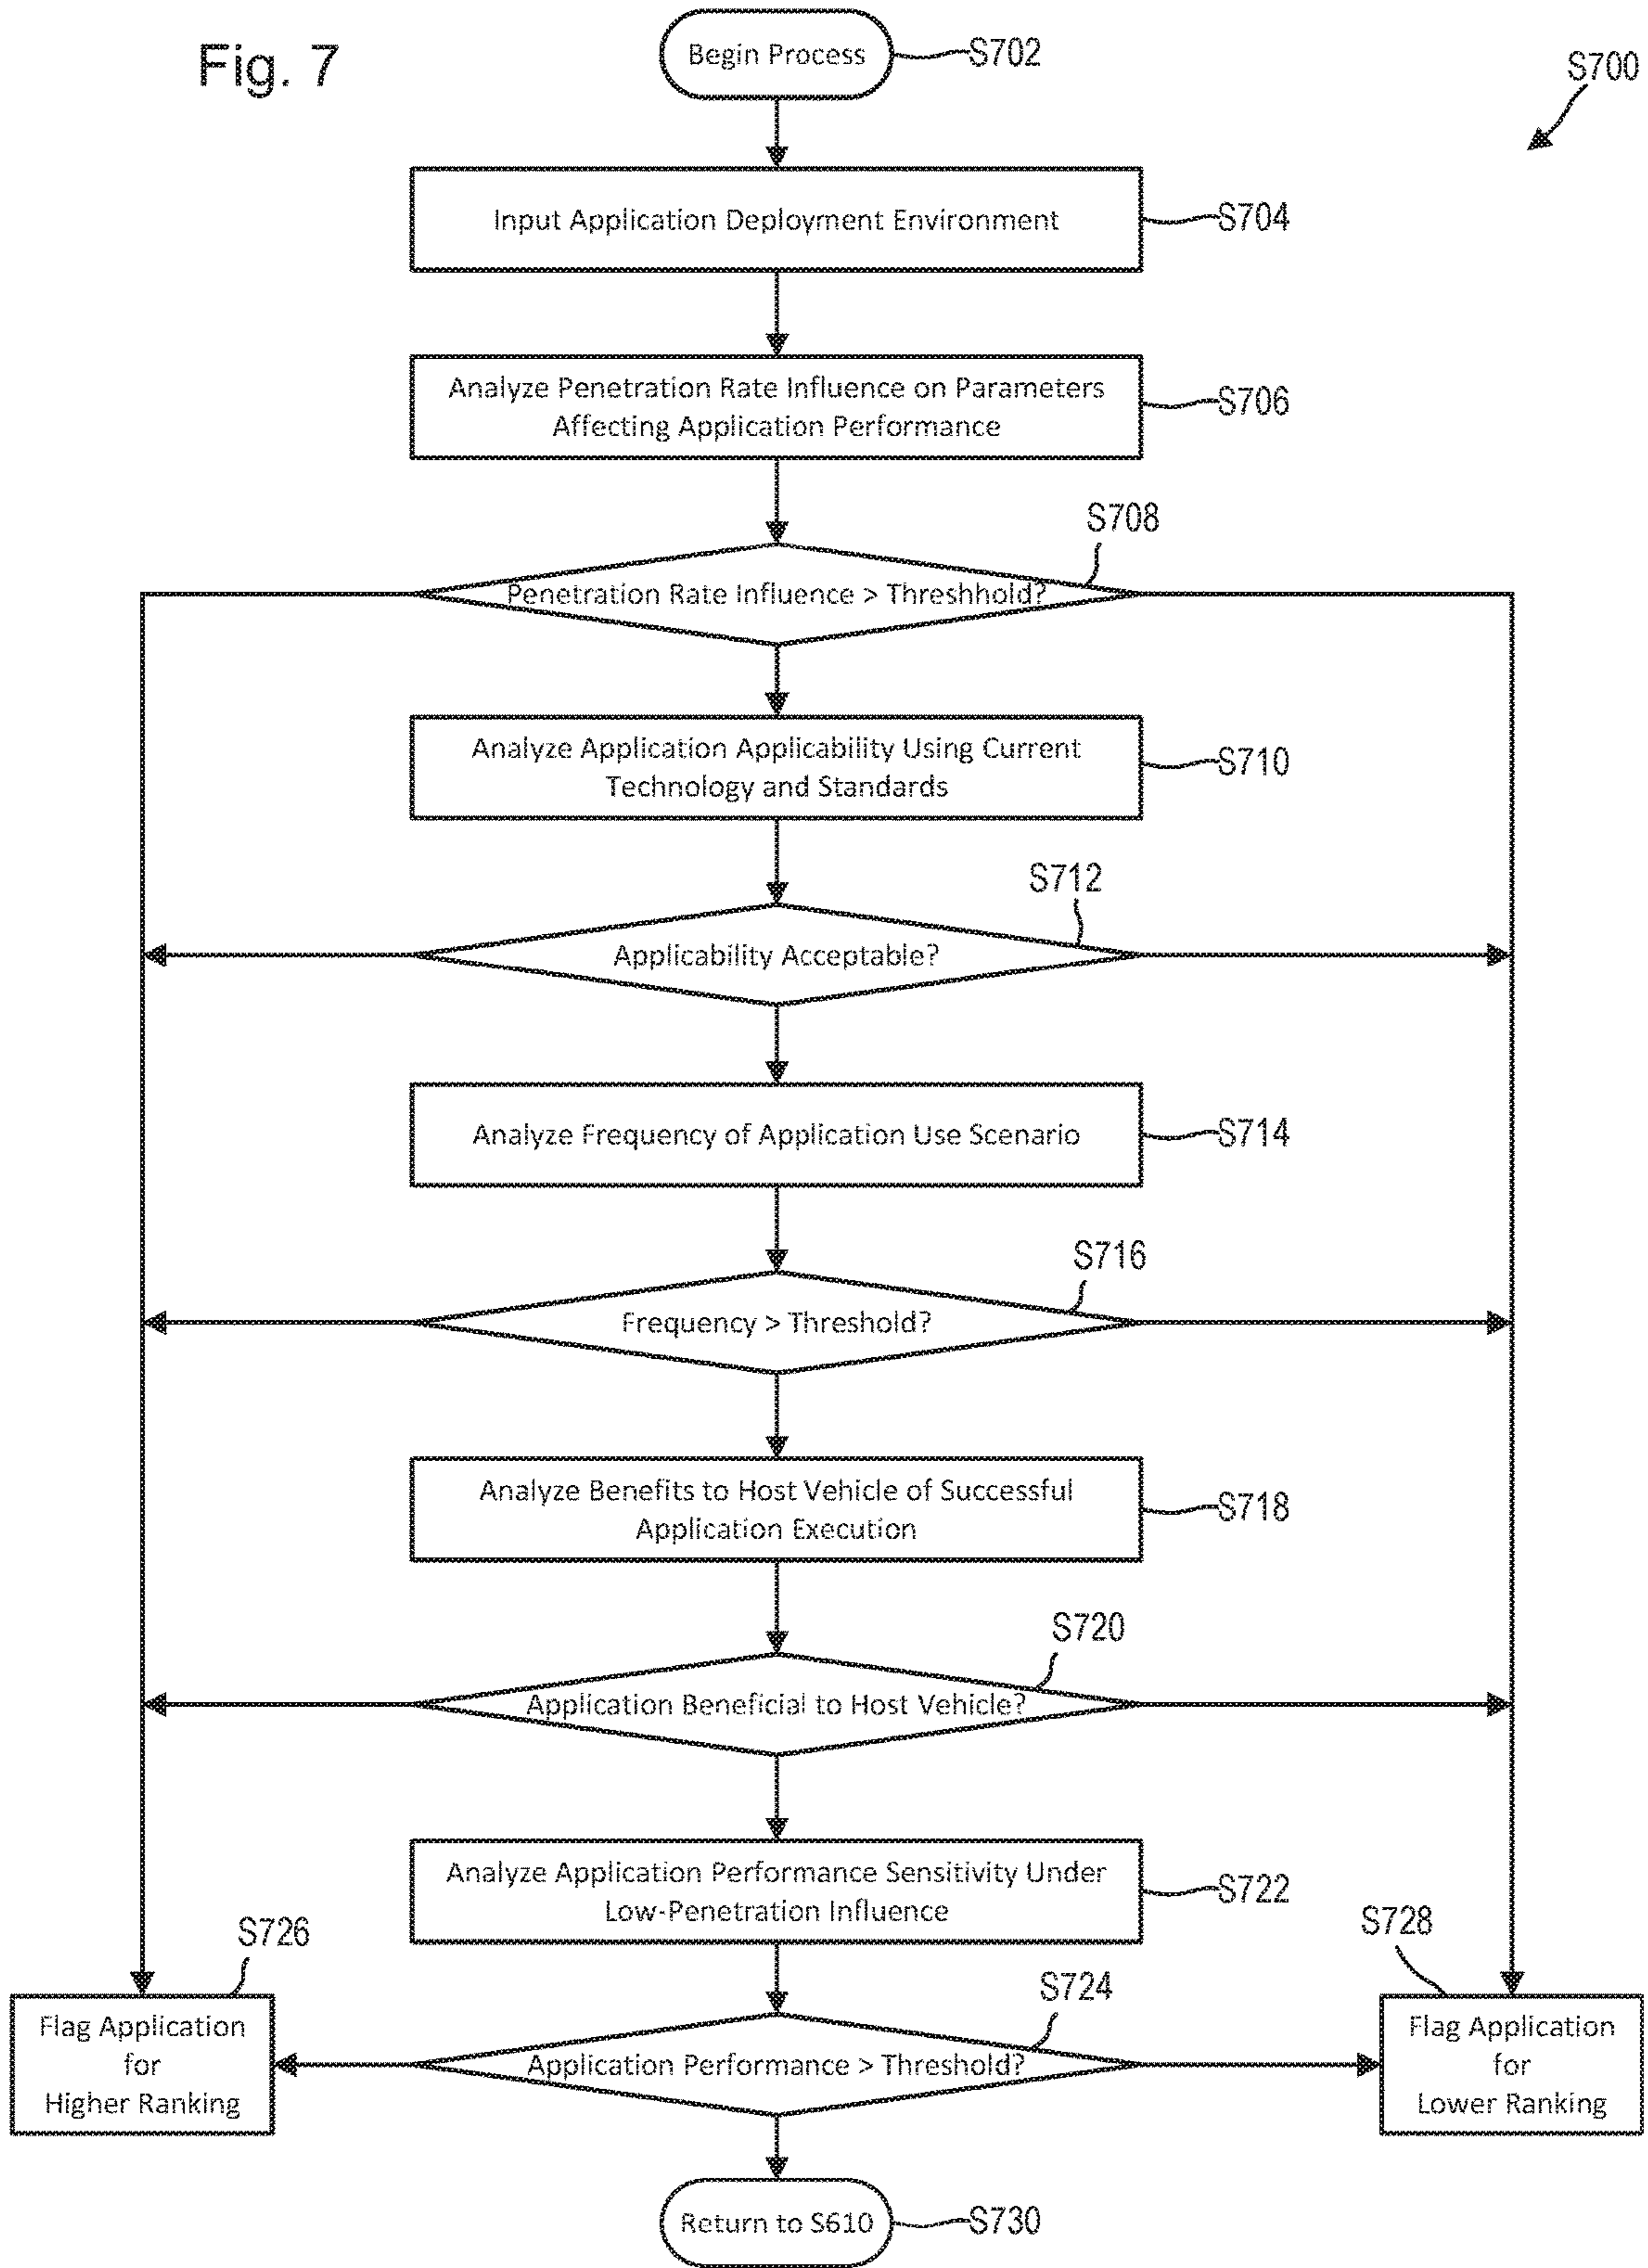 Fig. 7
Begin Process
S702
S700
Input Application Deployment Environment
S704
Analyze Penetration Rate Influence on Parameters
Affecting Application Performance
S706
S708
Penetration Rate Influence > Threshhold?
Analyze Application Applicability Using Current
Technology and Standards
S710
S712
Applicability Acceptable?
Analyze Frequency of Application Use Scenario
S714
S716
Frequency > Threshold?
Analyze Benefits to Host Vehicle of Successful
Application Execution
S718
S720
Application Beneficial to Host Vehicle?
Analyze Application Performance Sensitivity Under
Low-Penetration Influence
S722
S726
Flag Application
for
Higher Ranking
S724
Application Performance > Threshold?
S728
Flag Application
for
Lower Ranking
Return to S610
S730